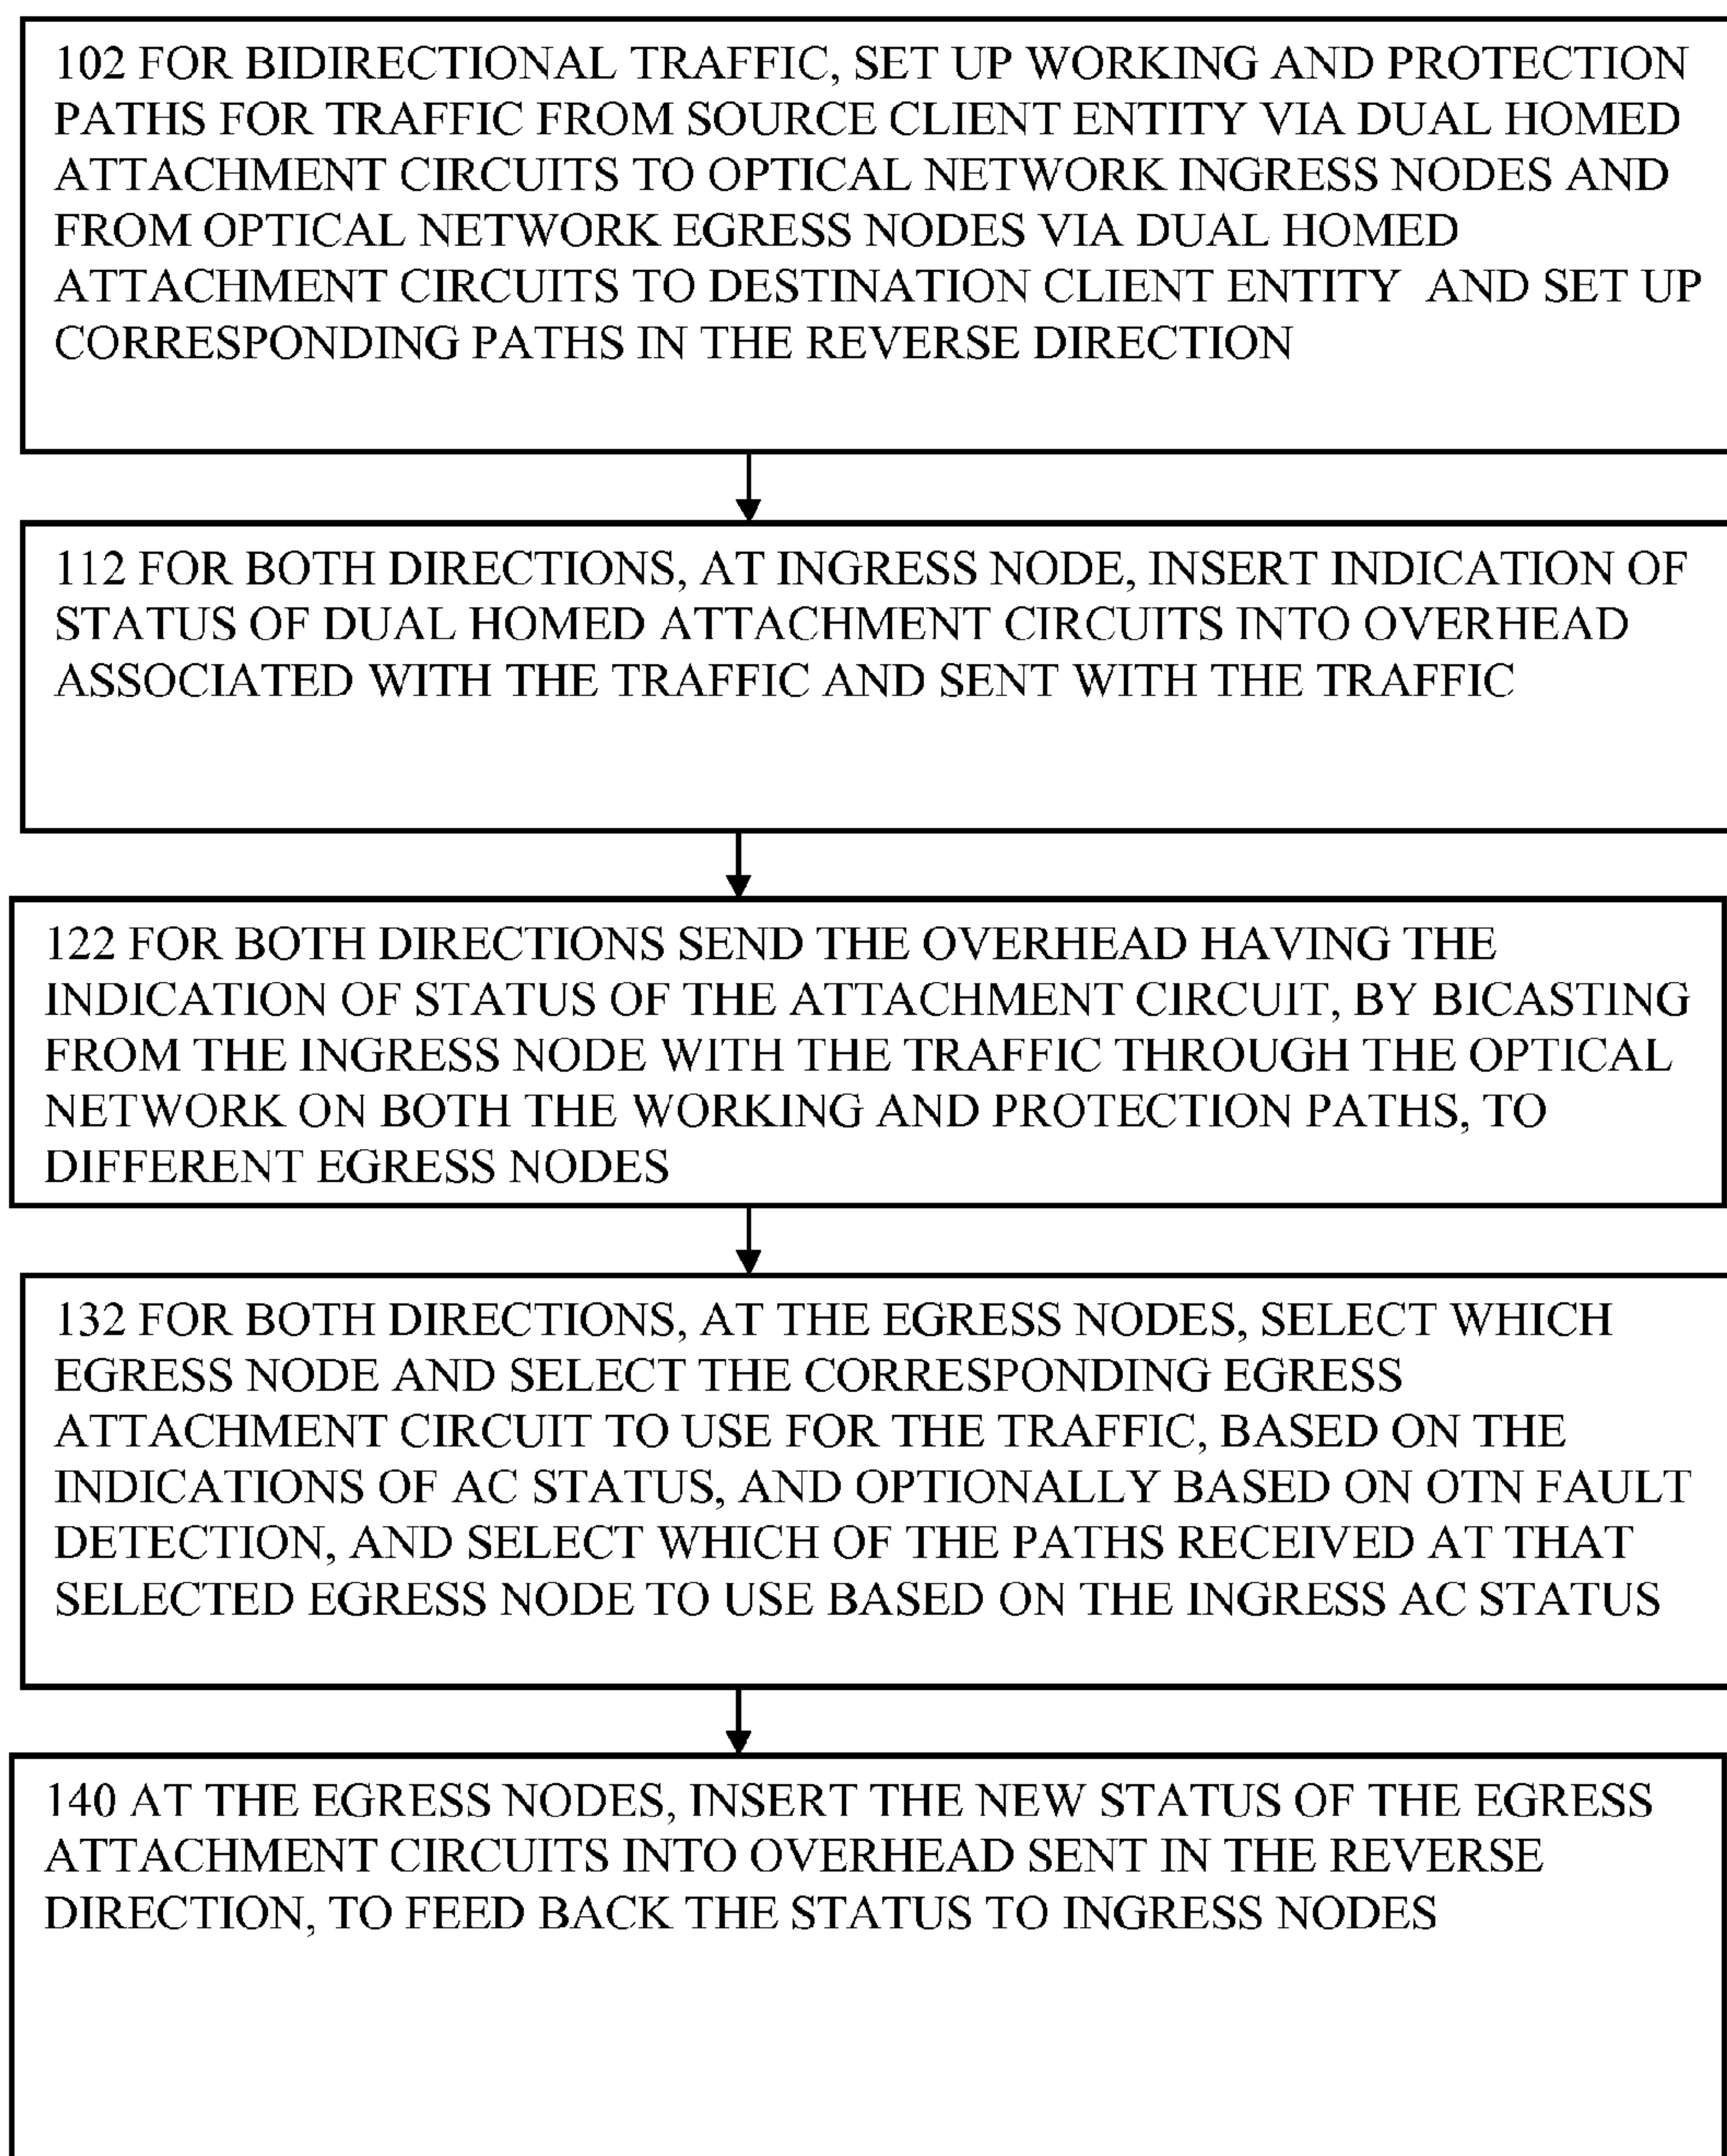 102 FOR BIDIRECTIONAL TRAFFIC, SET UP WORKING AND PROTECTION
PATHS FOR TRAFFIC FROM SOURCE CLIENT ENTITY VIA DUAL HOMED
ATTACHMENT CIRCUITS TO OPTICAL NETWORK INGRESS NODES AND
FROM OPTICAL NETWORK EGRESS NODES VIA DUAL HOMED
ATTACHMENT CIRCUITS TO DESTINATION CLIENT ENTITY AND SET UP
CORRESPONDING PATHS IN THE REVERSE DIRECTION
112 FOR BOTH DIRECTIONS, AT INGRESS NODE, INSERT INDICATION OF
STATUS OF DUAL HOMED ATTACHMENT CIRCUITS INTO OVERHEAD
ASSOCIATED WITH THE TRAFFIC AND SENT WITH THE TRAFFIC
122 FOR BOTH DIRECTIONS SEND THE OVERHEAD HAVING THE
INDICATION OF STATUS OF THE ATTACHMENT CIRCUIT, BY BICASTING
FROM THE INGRESS NODE WITH THE TRAFFIC THROUGH THE OPTICAL
NETWORK ON BOTH THE WORKING AND PROTECTION PATHS, TO
DIFFERENT EGRESS NODES
132 FOR BOTH DIRECTIONS, AT THE EGRESS NODES, SELECT WHICH
EGRESS NODE AND SELECT THE CORRESPONDING EGRESS
ATTACHMENT CIRCUIT TO USE FOR THE TRAFFIC, BASED ON THE
INDICATIONS OF AC STATUS, AND OPTIONALLY BASED ON OTN FAULT
DETECTION, AND SELECT WHICH OF THE PATHS RECEIVED AT THAT
SELECTED EGRESS NODE TO USE BASED ON THE INGRESS AC STATUS
140 AT THE EGRESS NODES, INSERT THE NEW STATUS OF THE EGRESS
ATTACHMENT CIRCUITS INTO OVERHEAD SENT IN THE REVERSE
DIRECTION, TO FEED BACK THE STATUS TO INGRESS NODES